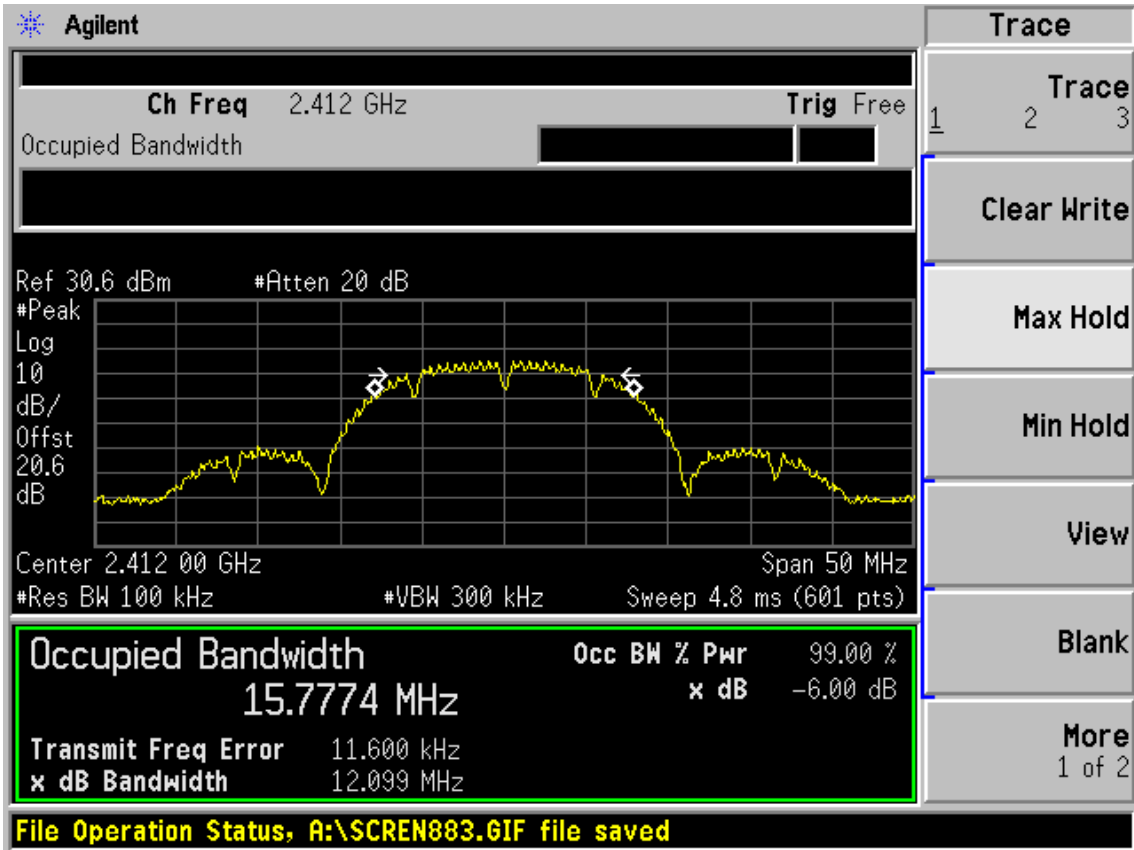 Agilent
Trace
Ch Freq 2.412 GHz Trig Free
Occupied Bandwidth
Trace
1 2 3
Clear Write
Max Hold
Min Hold
View
Blank
More
1 of 2
Ref 30.6 dBm #Atten 20 dB
#Peak
Log
10
dB/
Offst
20.6
dB
Center 2.412 00 GHz Span 50 MHz
#Res BW 100 kHz #VBW 300 kHz Sweep 4.8 ms (601 pts)
Occupied Bandwidth Occ BW % Pwr 99.00 %
15.7774 MHz x dB -6.00 dB
Transmit Freq Error 11.600 kHz
x dB Bandwidth 12.099 MHz
File Operation Status, A:\SCREN883.GIF file saved